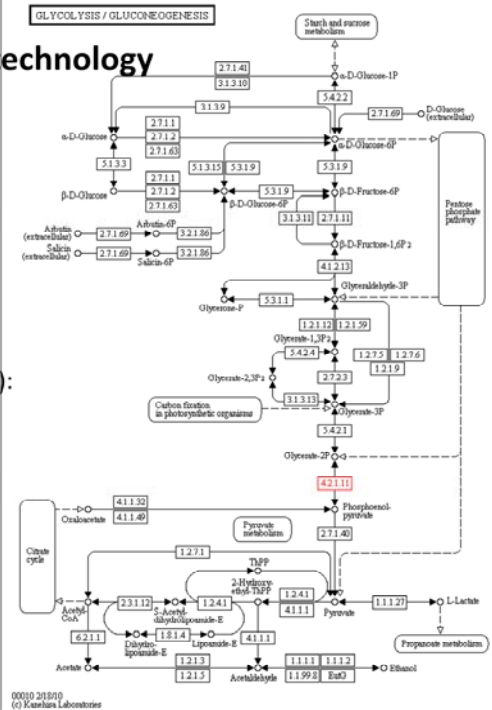 GLYCOLYSIS / GLUCONEOGENESIS
echnology
Starch and sucrose
metabolism
2.7.1.41
3.1.3.10
α-D-Glucose-1P
5.4.2.2
3.1.3.9
2.7.1.69
D-Glucose
(extracellular)
α-D-Glucose
2.7.1.1
2.7.1.2
2.7.1.63
α-D-Glucose-6P
5.1.3.3
5.1.3.15
5.3.1.9
5.3.1.9
Pentose
phosphate
pathway
β-D-Glucose
2.7.1.1
2.7.1.2
2.7.1.63
β-D-Glucose-6P
5.3.1.9
β-D-Fructose-6P
Arbutin
(extracellular)
2.7.1.69
Arbutin-6P
3.2.1.86
3.1.3.11
2.7.1.11
Salicin
(extracellular)
2.7.1.69
Salicin-6P
3.2.1.86
β-D-Fructose-1,6P2
4.1.2.13
Glyceraldehyde-3P
Glycerone-P
5.3.1.1
1.2.1.12
1.2.1.59
Glycerate-1,3P2
5.4.2.4
1.2.7.5
1.2.7.6
1.2.1.9
):
Glycerate-2,3P2
2.7.2.3
3.1.3.13
Carbon fixation
in photosynthetic organisms
Glycerate-3P
5.4.2.1
Glycerate-2P
4.2.1.11
4.1.1.32
4.1.1.49
Oxaloacetate
Phosphoenol-
pyruvate
Pyruvate
metabolism
2.7.1.40
Citrate
cycle
1.2.7.1
ThPP
2-Hydroxy-
ethyl-ThPP
Acetyl-
CoA
2.3.1.12
S-Acetyl-
dihydrolipoamide-E
1.2.4.1
1.2.4.1
4.1.1.1
Pyruvate
1.1.1.27
L-Lactate
6.2.1.1
Dihydro-
lipoamide-E
1.8.1.4
Lipoamide-E
4.1.1.1
Propanoate metabolism
Acetate
1.2.1.3
1.2.1.5
Acetaldehyde
1.1.1.1
1.1.1.2
1.1.99.8
EutG
Ethanol
00010 2/18/10
(c) Kanehisa Laboratories